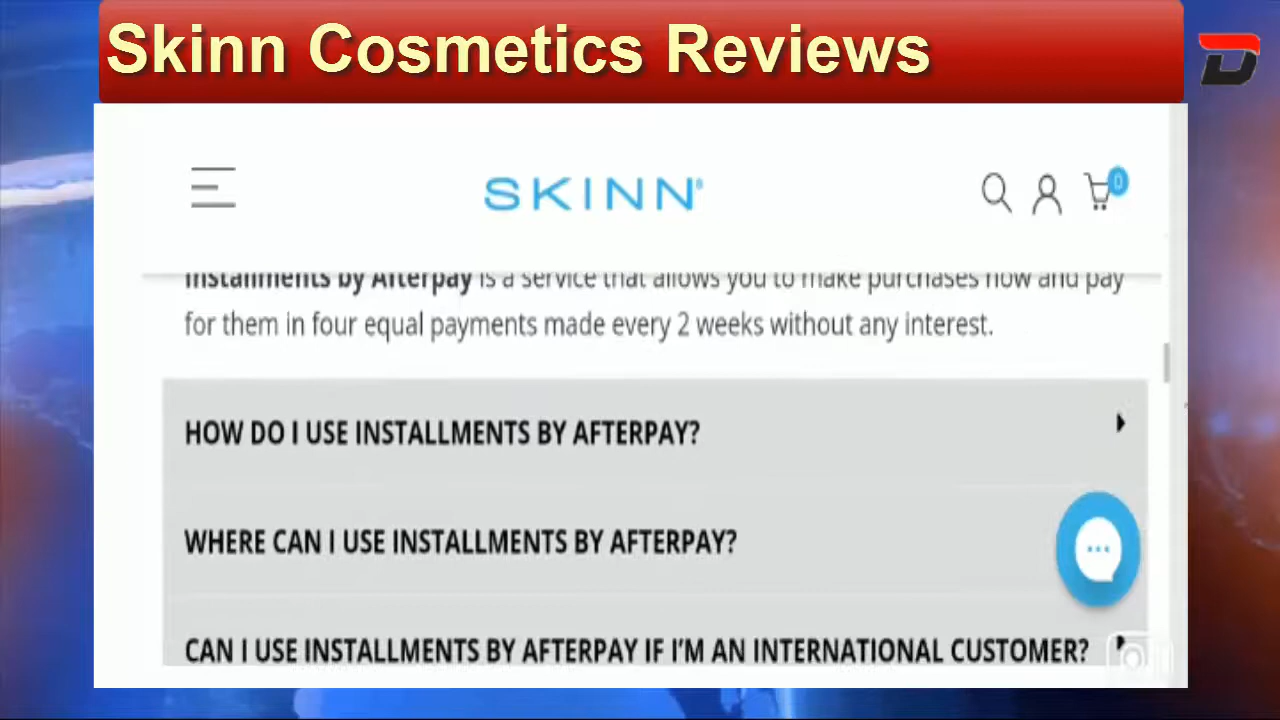 Skinn Cosmetics Reviews
SKINN®
0
Installments by Afterpay is a service that allows you to make purchases now and pay
for them in four equal payments made every 2 weeks without any interest.
HOW DO I USE INSTALLMENTS BY AFTERPAY?
WHERE CAN I USE INSTALLMENTS BY AFTERPAY?
CAN I USE INSTALLMENTS BY AFTERPAY IF I'M AN INTERNATIONAL CUSTOMER?